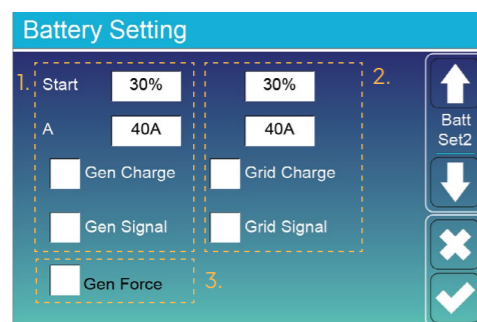 Battery Setting
1.
Start 30% 30%
2.
A 40A 40A
Gen Charge Grid Charge
Gen Signal Grid Signal
Gen Force
3.
Batt
Set2